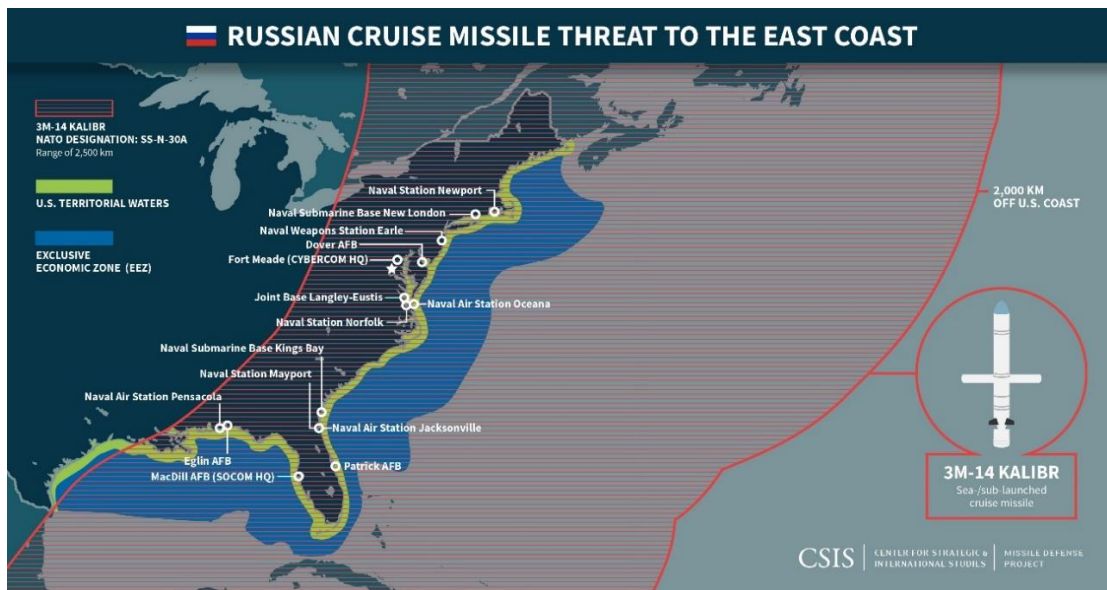 RUSSIAN CRUISE MISSILE THREAT TO THE EAST COAST
3M-14 KALIBR
NATO DESIGNATION: SS-N-30A
Range of 2,500 km
U.S. TERRITORIAL WATERS
EXCLUSIVE
ECONOMIC ZONE (EEZ)
Naval Station Newport
Naval Submarine Base New London
Naval Weapons Station Earle
Dover AFB
Fort Meade (CYBERCOM HQ)
Joint Base Langley-Eustis
Naval Air Station Oceana
Naval Station Norfolk
Naval Submarine Base Kings Bay
Naval Station Mayport
Naval Air Station Pensacola
Naval Air Station Jacksonville
Eglin AFB
Patrick AFB
MacDill AFB (SOCOM HQ)
2,000 KM
OFF U.S. COAST
3M-14 KALIBR
Sea-/sub-launched
cruise missile
CSIS
CENTER FOR STRATEGIC &
INTERNATIONAL STUDIES
MISSILE DEFENSE
PROJECT